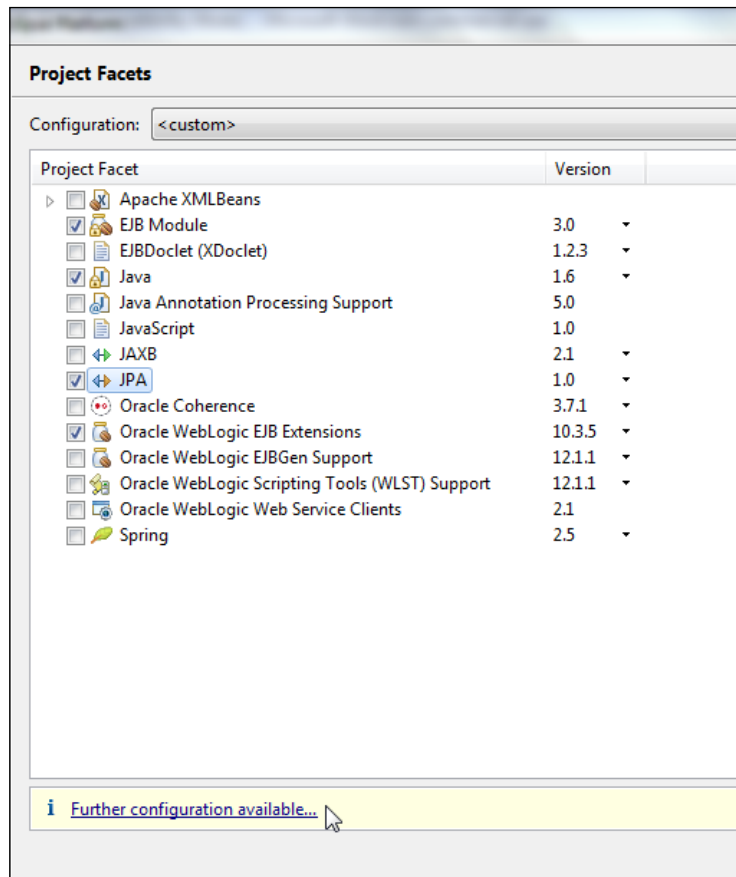 Project Facets
Configuration: <custom>
Project Facet Version
Apache XMLBeans
EJB Module 3.0
EJBDoclet (XDoclet) 1.2.3
Java 1.6
Java Annotation Processing Support 5.0
JavaScript 1.0
JAXB 2.1
JPA 1.0
Oracle Coherence 3.7.1
Oracle WebLogic EJB Extensions 10.3.5
Oracle WebLogic EJBGen Support 12.1.1
Oracle WebLogic Scripting Tools (WLST) Support 12.1.1
Oracle WebLogic Web Service Clients 2.1
Spring 2.5
Further configuration available...